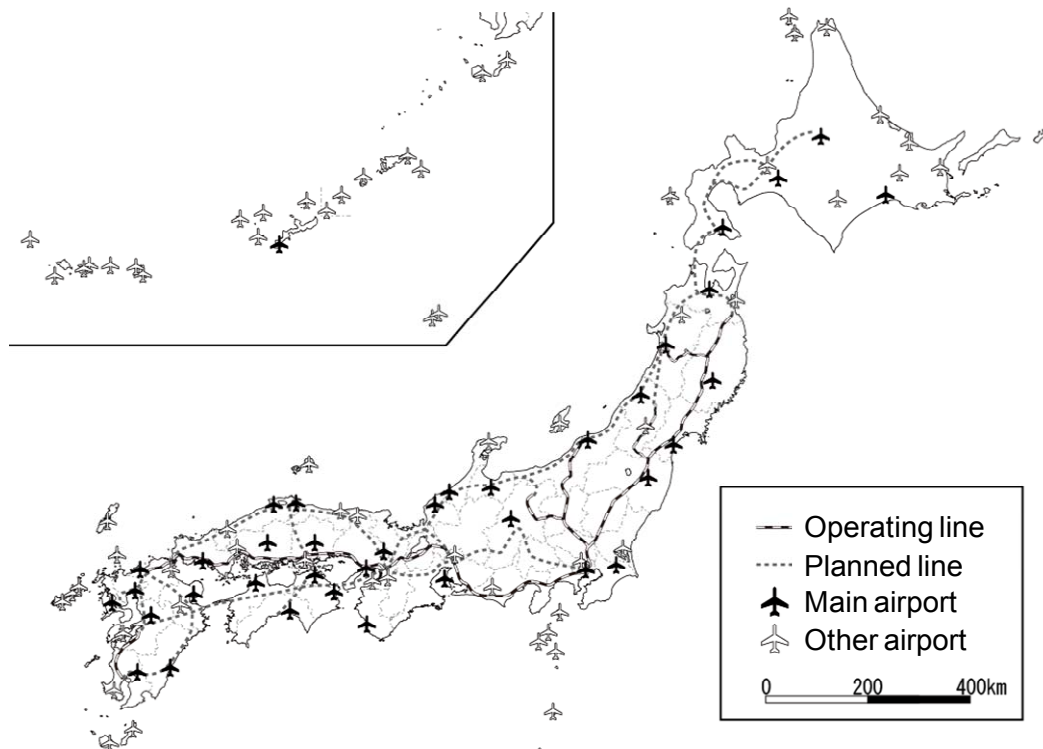 Operating line
Planned line
Main airport
Other airport
0 200 400km